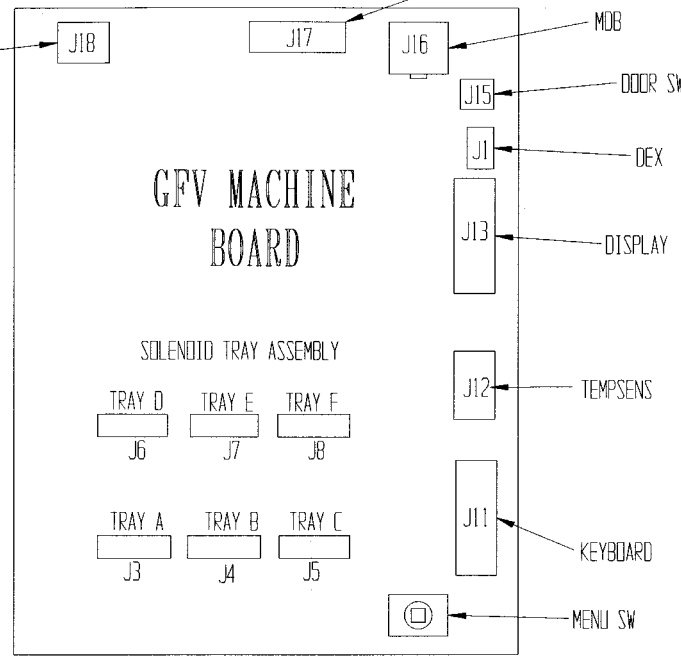 J18
J17
J16
MDB
J15
DOOR SW
J1
DEX
GFV MACHINE
BOARD
J13
DISPLAY
SOLENOID TRAY ASSEMBLY
J12
TEMPSENS
TRAY D TRAY E TRAY F
J6 J7 J8
TRAY A TRAY B TRAY C
J3 J4 J5
J11
KEYBOARD
MENU SW